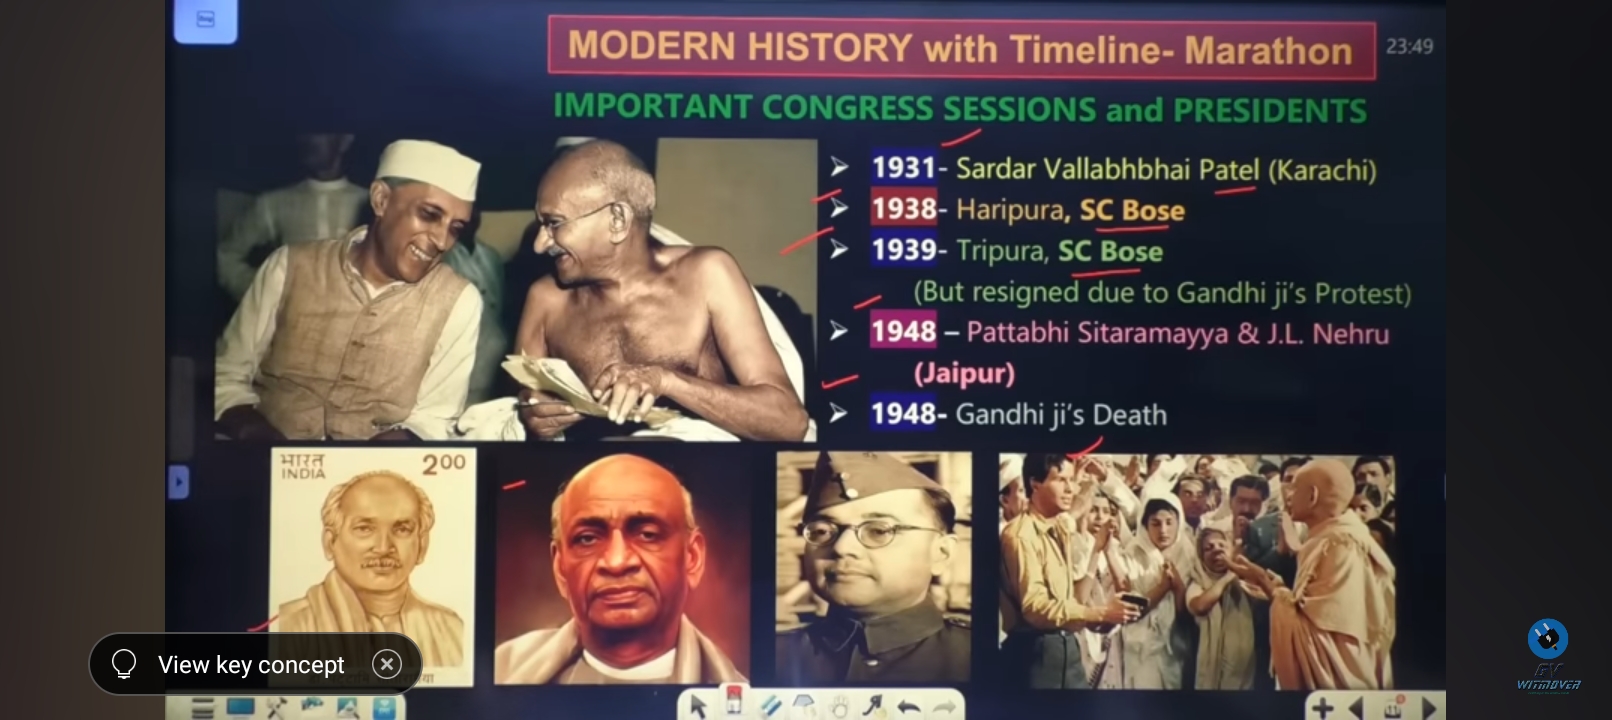 MODERN HISTORY with Timeline- Marathon
23:49
IMPORTANT CONGRESS SESSIONS and PRESIDENTS
1931- Sardar Vallabhbhai Patel (Karachi)
1938- Haripura, SC Bose
1939- Tripura, SC Bose
(But resigned due to Gandhi ji's Protest)
1948 – Pattabhi Sitaramayya & J.L. Nehru
(Jaipur)
1948- Gandhi ji's Death
भारत 2⁰⁰
INDIA
View key concept
GK
WITHOVER